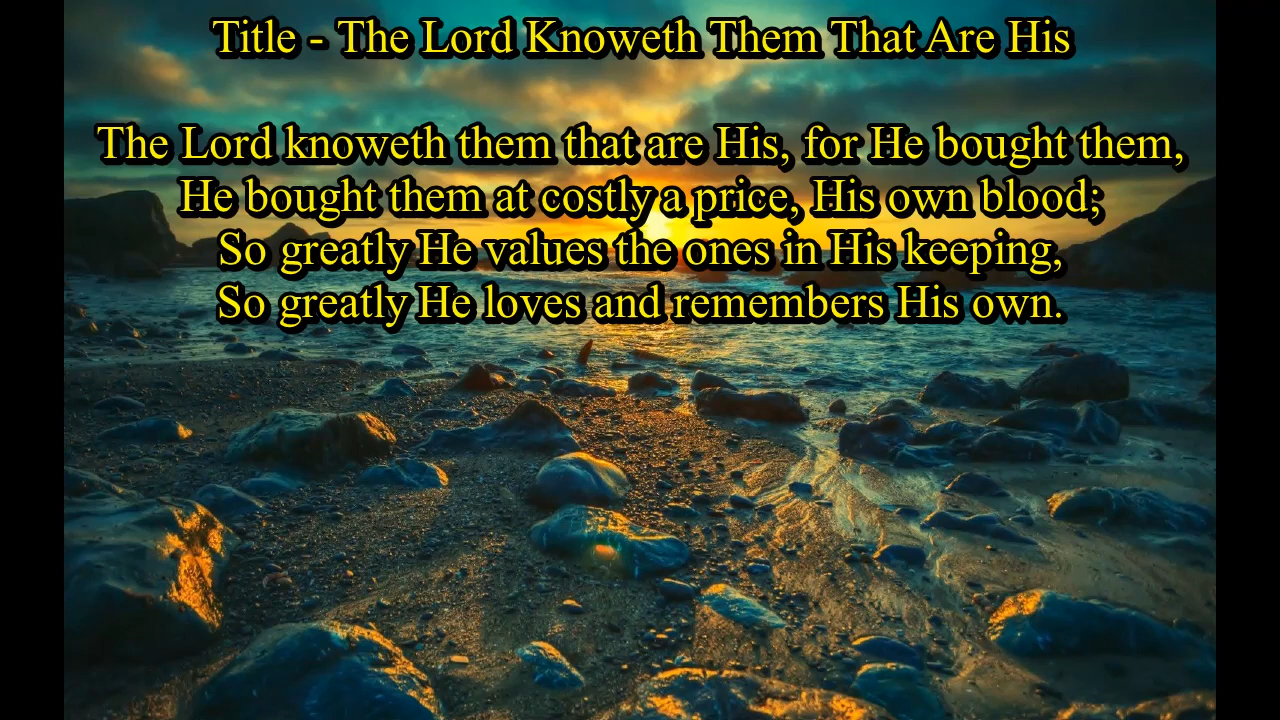 Title - The Lord Knoweth Them That Are His
The Lord knoweth them that are His, for He bought them,
He bought them at costly a price, His own blood;
So greatly He values the ones in His keeping,
So greatly He loves and remembers His own.